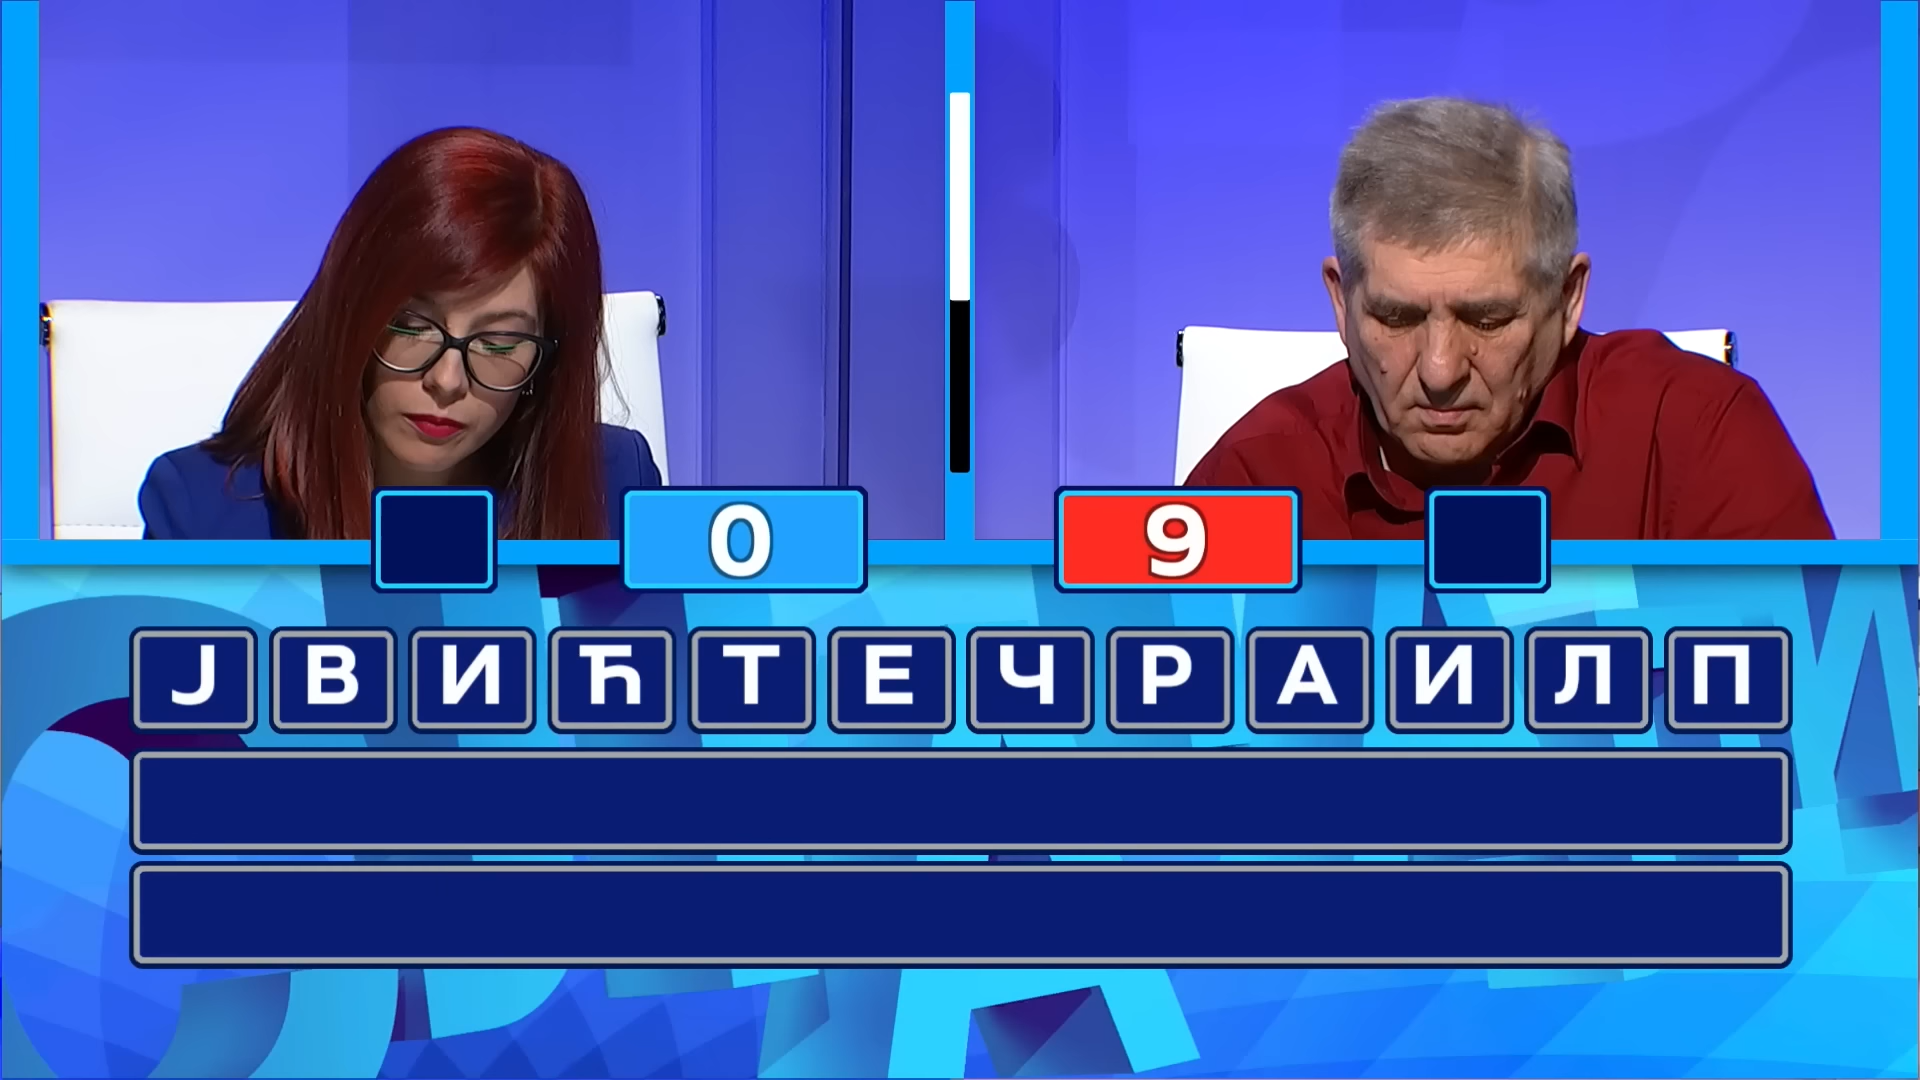 0 9
Ј В И Ћ Т Е Ч Р А И Л П